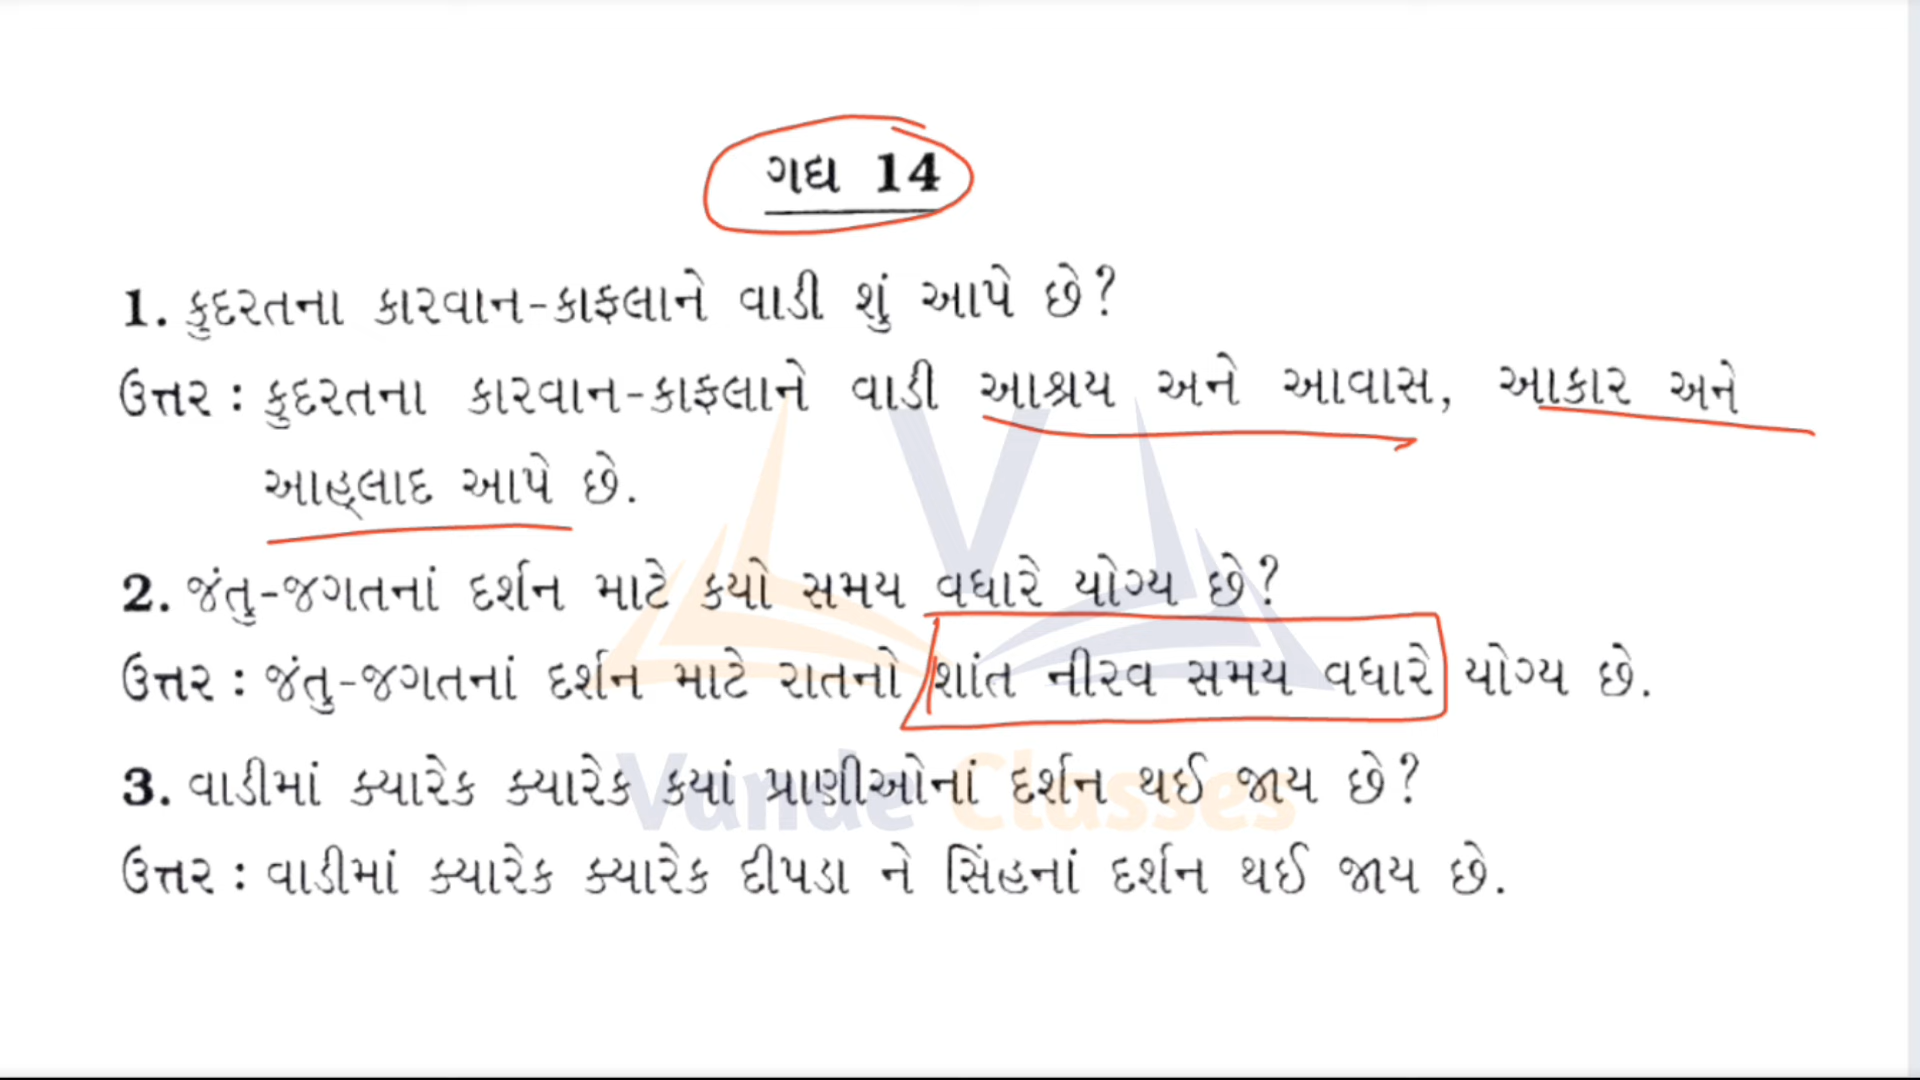 ગદ્ય 14
1. કુદરતના કારવાન-કાફલાને વાડી શું આપે છે?
ઉત્તર : કુદરતના કારવાન-કાફલાને વાડી આશ્રય અને આવાસ, આકાર અને
આહ્લાદ આપે છે.
2. જંતુ-જગતનાં દર્શન માટે કયો સમય વધારે યોગ્ય છે?
ઉત્તર : જંતુ-જગતનાં દર્શન માટે રાતનો શાંત નીરવ સમય વધારે યોગ્ય છે.
3. વાડીમાં ક્યારેક ક્યારેક કયાં પ્રાણીઓનાં દર્શન થઈ જાય છે?
Vande Classes
ઉત્તર : વાડીમાં ક્યારેક ક્યારેક દીપડા ને સિંહનાં દર્શન થઈ જાય છે.